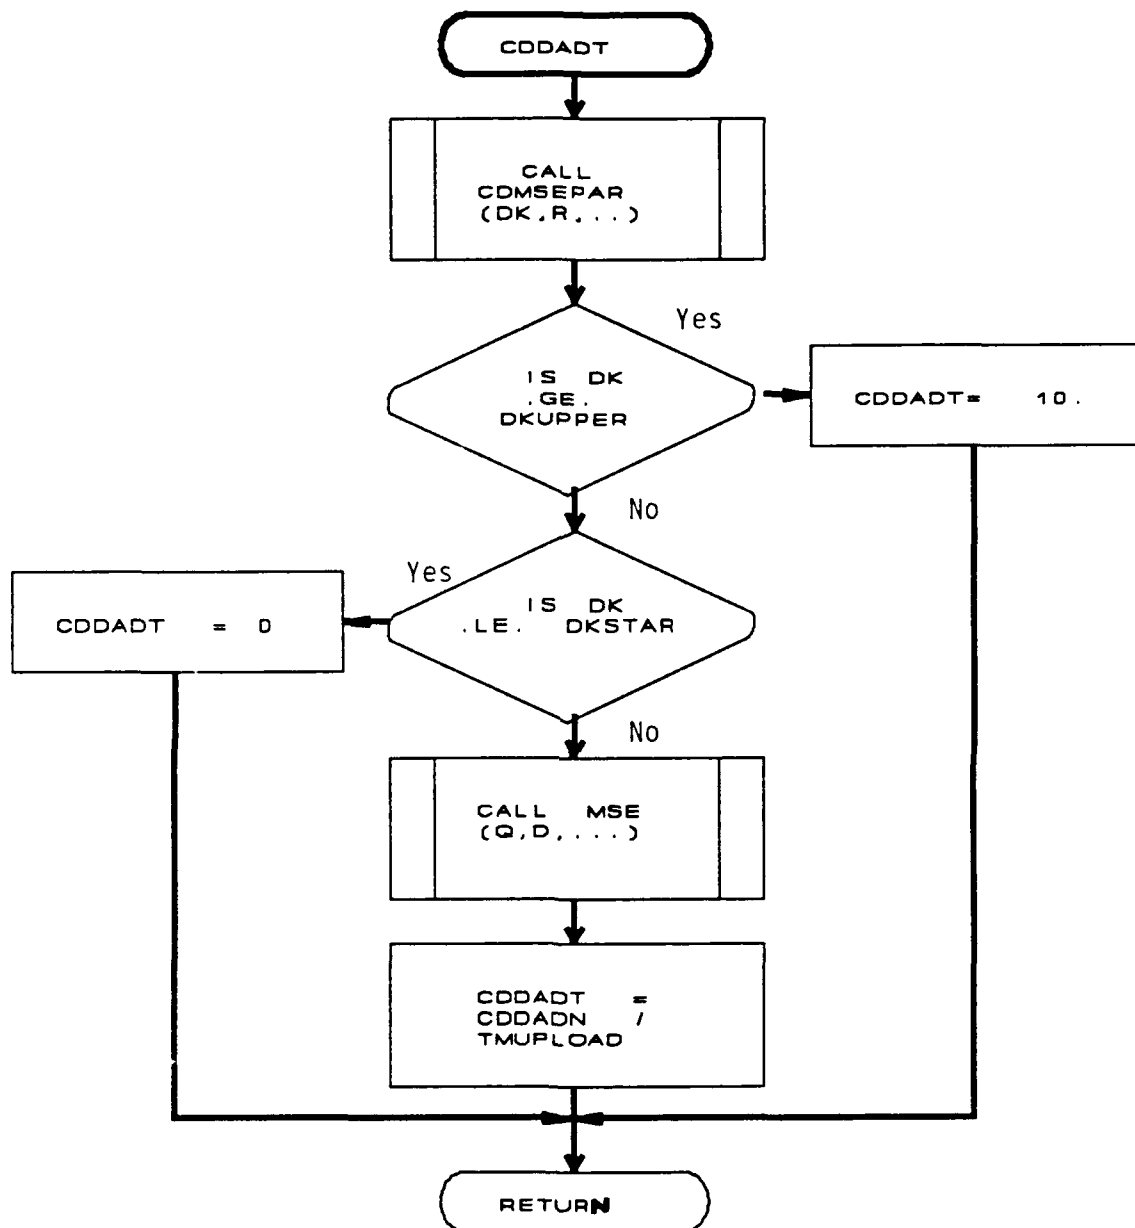 CDDADT
CALL
CDMSEPAR
(DK,R,...)
Yes
IS DK
.GE.
DKUPPER
CDDADT= 10.
No
Yes
IS DK
.LE. DKSTAR
CDDADT = 0
No
CALL MSE
(Q,D,...)
CDDADT =
CDDADN /
TMUPLOAD
RETURN